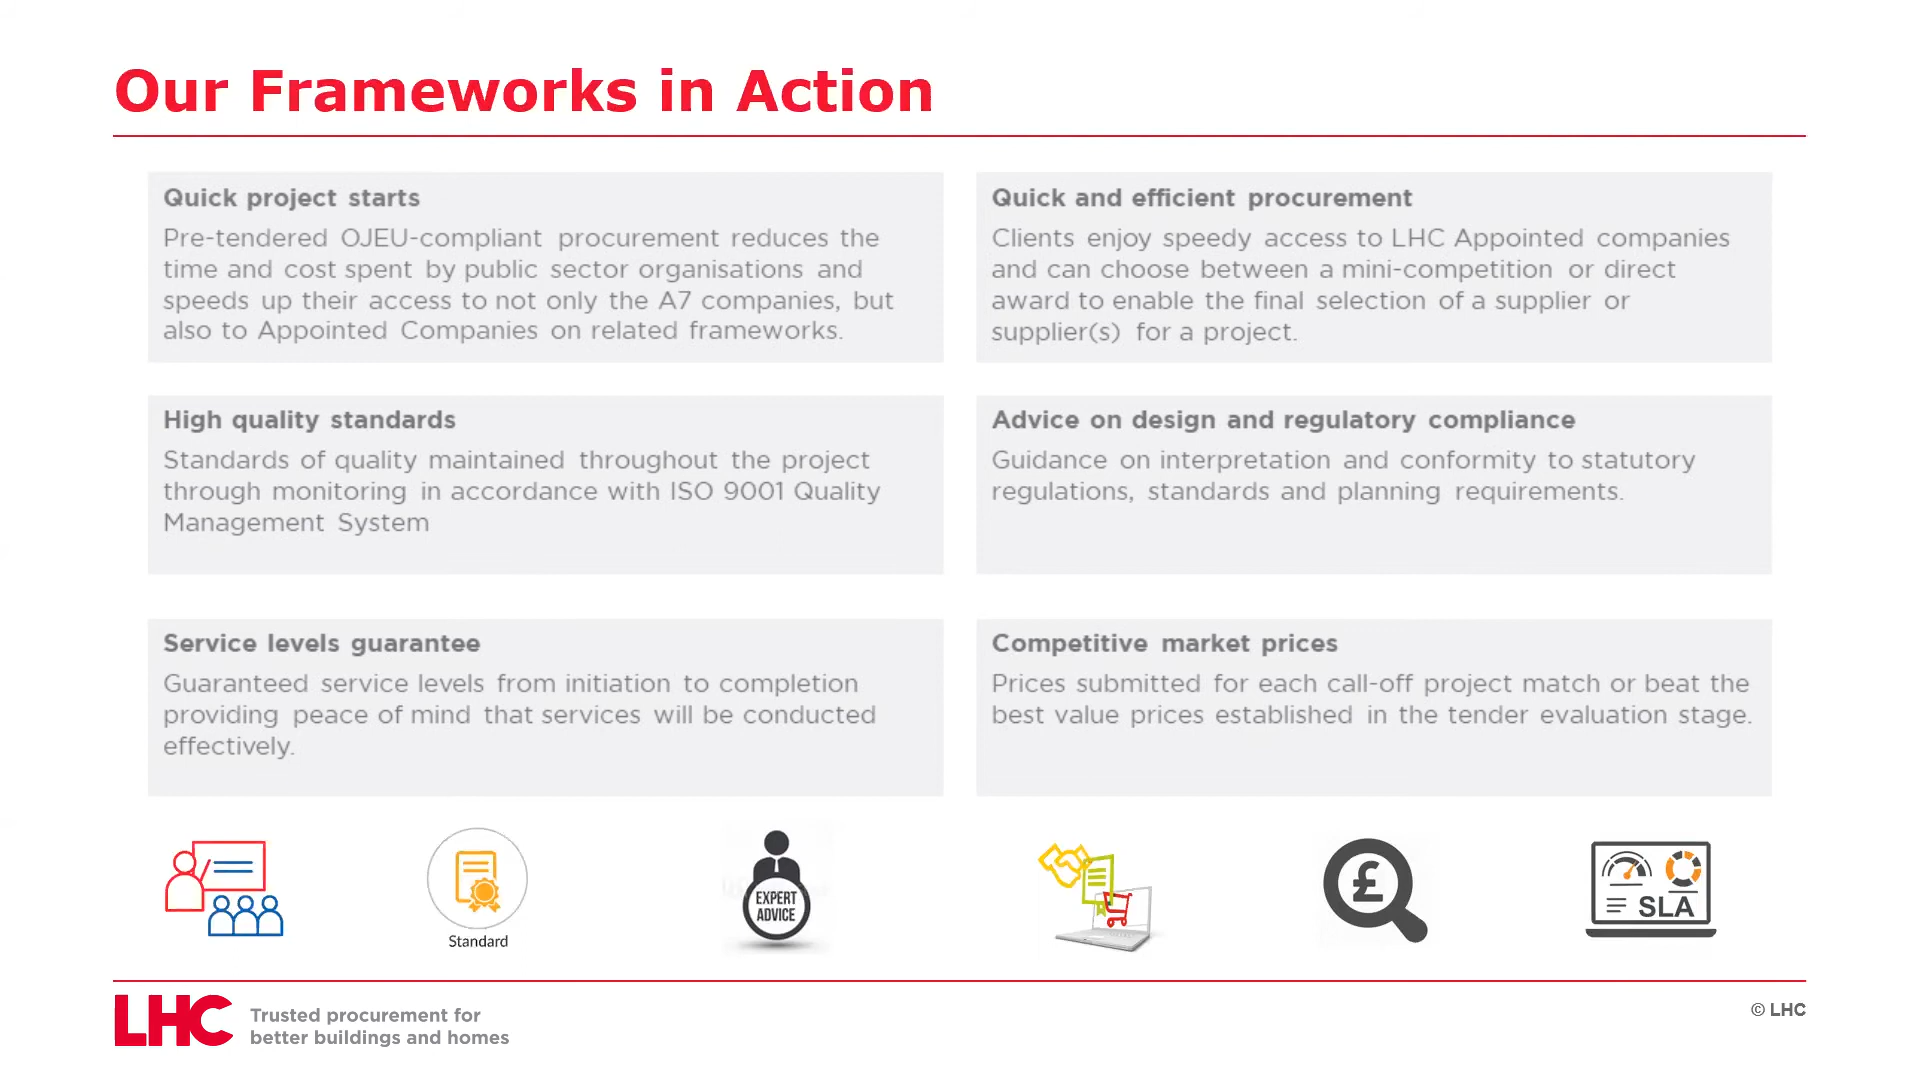 Our Frameworks in Action
Quick project starts
Pre-tendered OJEU-compliant procurement reduces the
time and cost spent by public sector organisations and
speeds up their access to not only the A7 companies, but
also to Appointed Companies on related frameworks.
Quick and efficient procurement
Clients enjoy speedy access to LHC Appointed companies
and can choose between a mini-competition or direct
award to enable the final selection of a supplier or
supplier(s) for a project.
High quality standards
Standards of quality maintained throughout the project
through monitoring in accordance with ISO 9001 Quality
Management System
Advice on design and regulatory compliance
Guidance on interpretation and conformity to statutory
regulations, standards and planning requirements.
Service levels guarantee
Guaranteed service levels from initiation to completion
providing peace of mind that services will be conducted
effectively.
Competitive market prices
Prices submitted for each call-off project match or beat the
best value prices established in the tender evaluation stage.
Standard
EXPERT
ADVICE
£
SLA
LHC
Trusted procurement for
better buildings and homes
© LHC